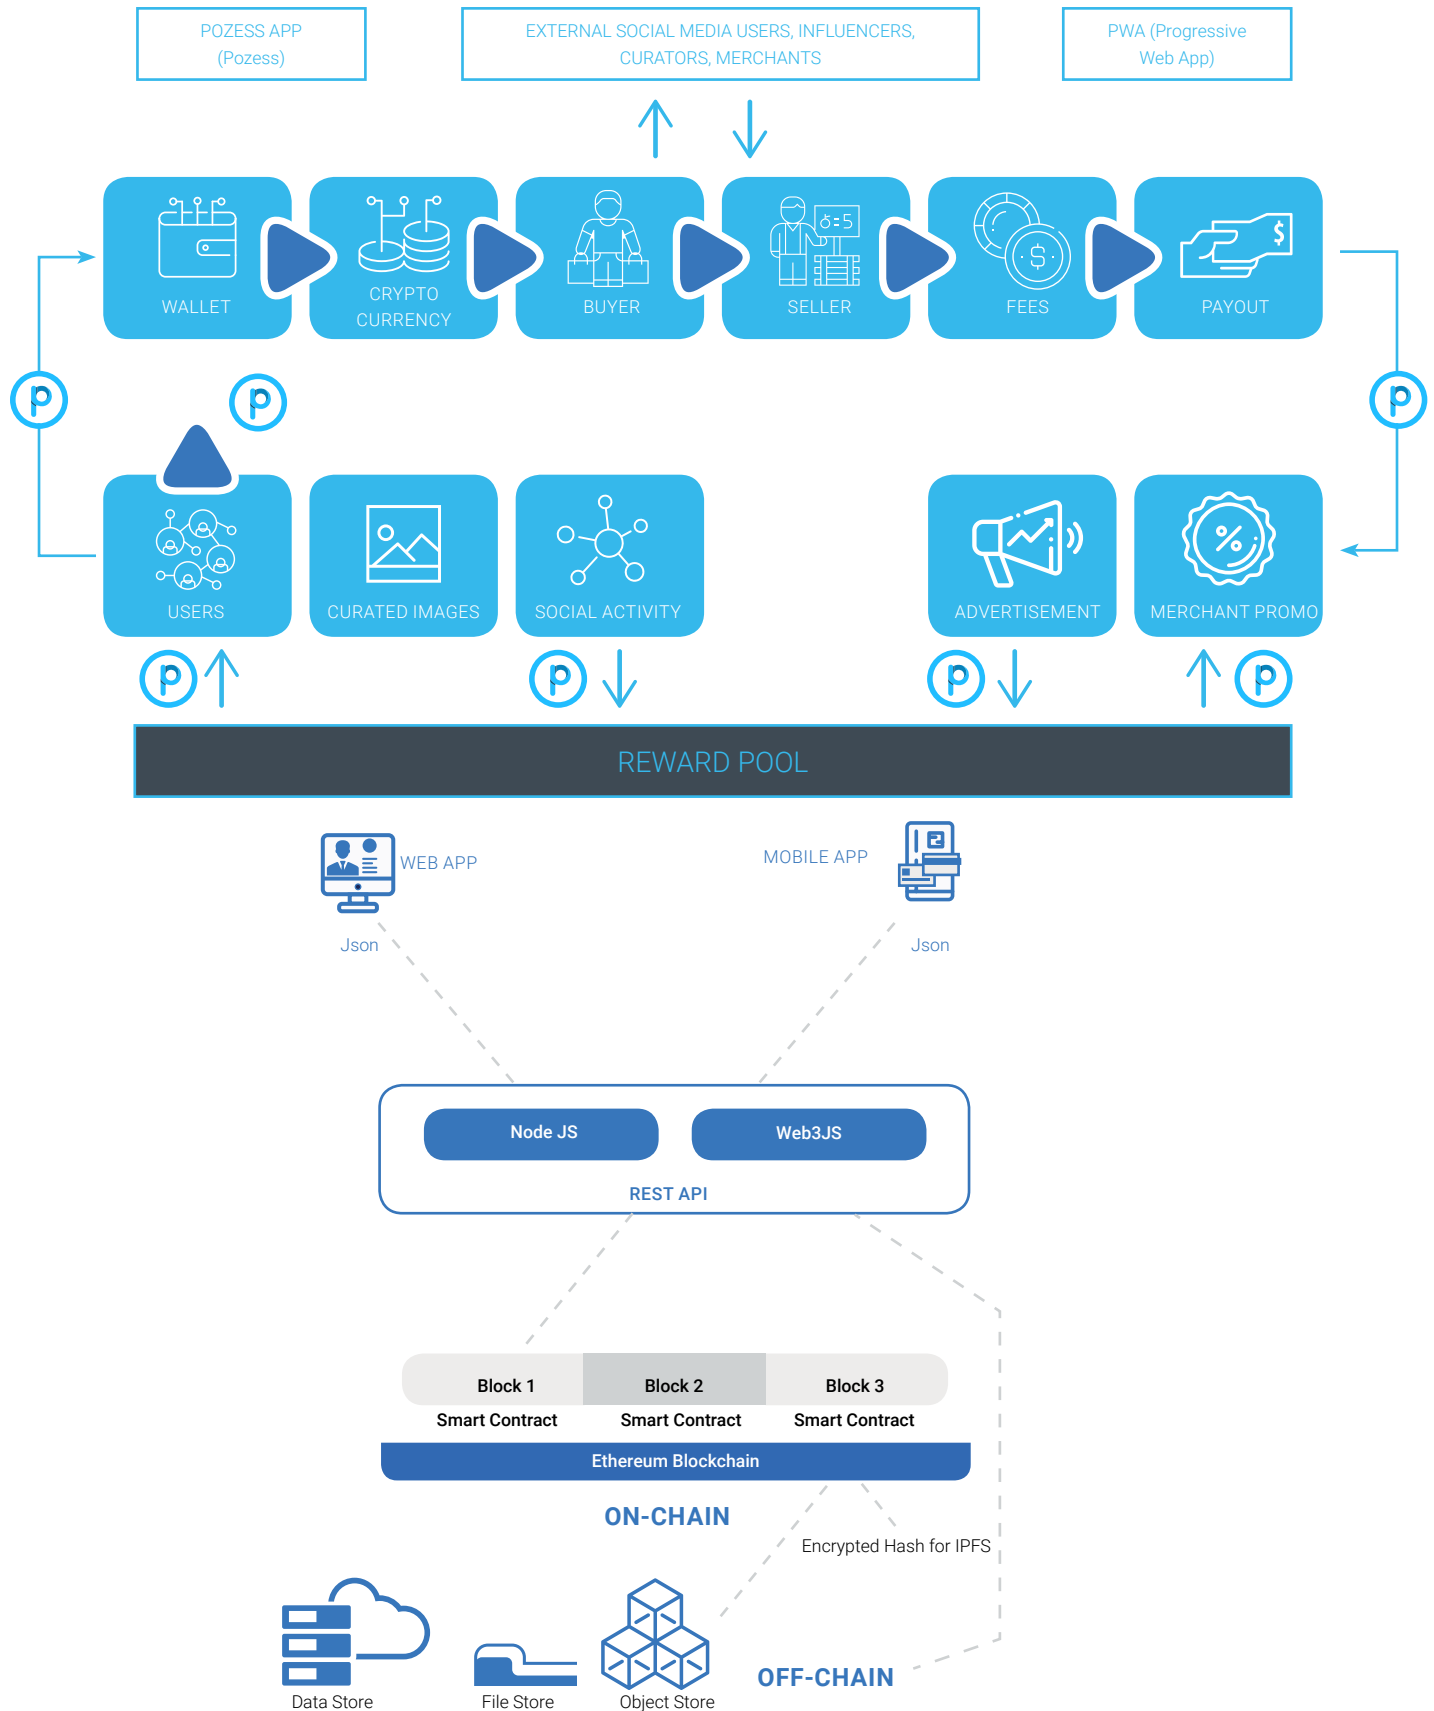 POZESS APP
(Pozess)
EXTERNAL SOCIAL MEDIA USERS, INFLUENCERS,
CURATORS, MERCHANTS
PWA (Progressive
Web App)
WALLET
CRYPTO
CURRENCY
BUYER
SELLER
FEES
PAYOUT
USERS
CURATED IMAGES
SOCIAL ACTIVITY
ADVERTISEMENT
MERCHANT PROMO
REWARD POOL
WEB APP
MOBILE APP
Json
Json
Node JS
Web3JS
REST API
Block 1
Block 2
Block 3
Smart Contract
Smart Contract
Smart Contract
Ethereum Blockchain
ON-CHAIN
Encrypted Hash for IPFS
OFF-CHAIN
Data Store
File Store
Object Store